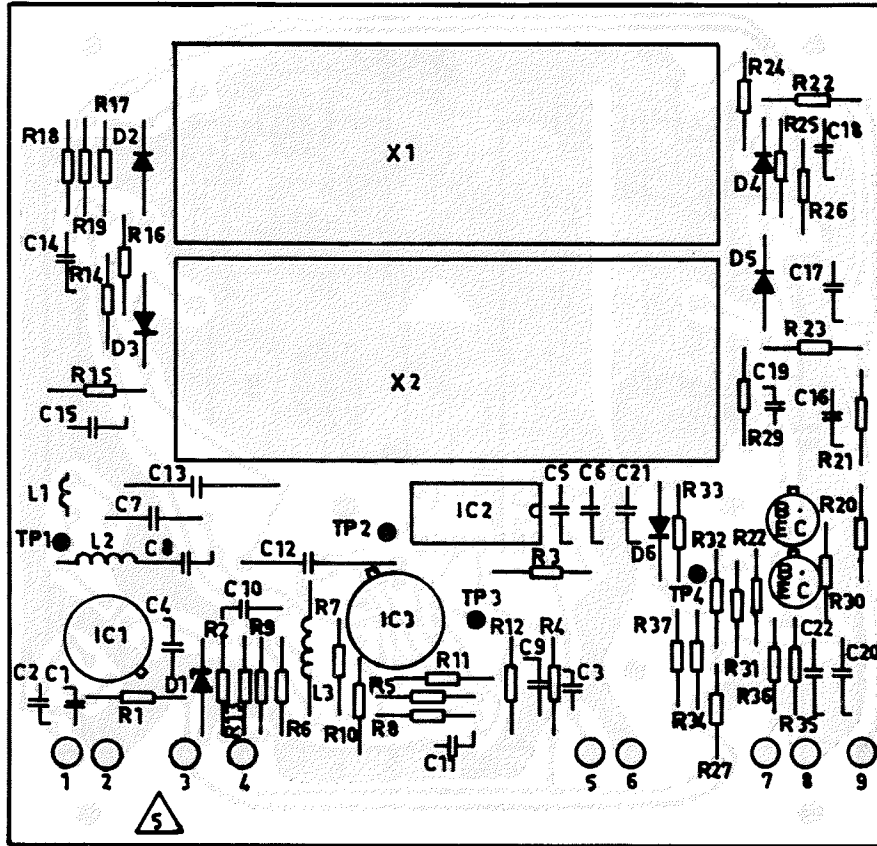 R24
R22
R17
R18
D2
X1
R25
C18
D4
R19
R26
C14
R16
R14
D5
C17
D3
X2
R23
R15
C19
C16
C15
R29
R21
C13
L1
C7
IC2
C5
C6
C21
R33
R20
TP1
L2
C8
C12
TP2
R3
D6
R32
R22
C
C
TP4
C10
R7
IC3
TP3
R30
IC1
C4
R2
R9
R12
C9
R4
R37
C22
C20
C2
C1
R11
C3
R31
R1
D1
R13
R6
L3
R5
R36
R8
R10
R34
R35
C11
R27
1
2
3
4
5
6
7
8
9
S